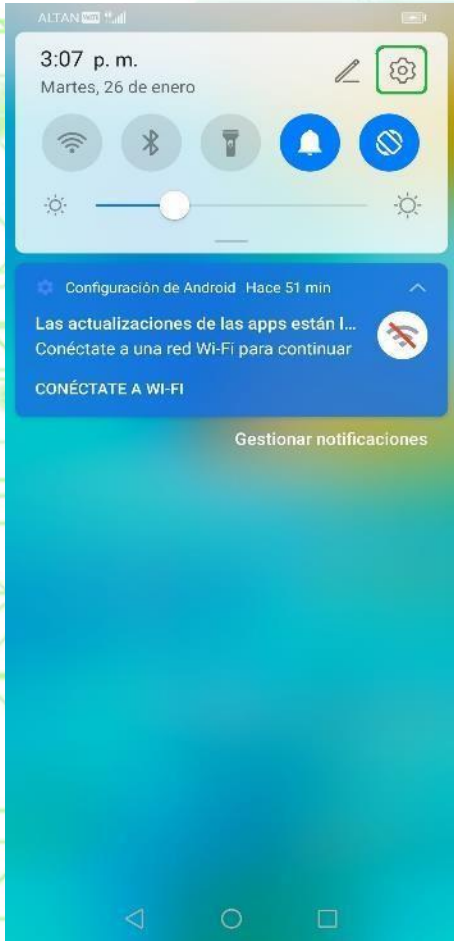 ALTAN
3:07 p. m.
Martes, 26 de enero
Configuración de Android Hace 51 min
Las actualizaciones de las apps están l...
Conéctate a una red Wi-Fi para continuar
CONÉCTATE A WI-FI
Gestionar notificaciones